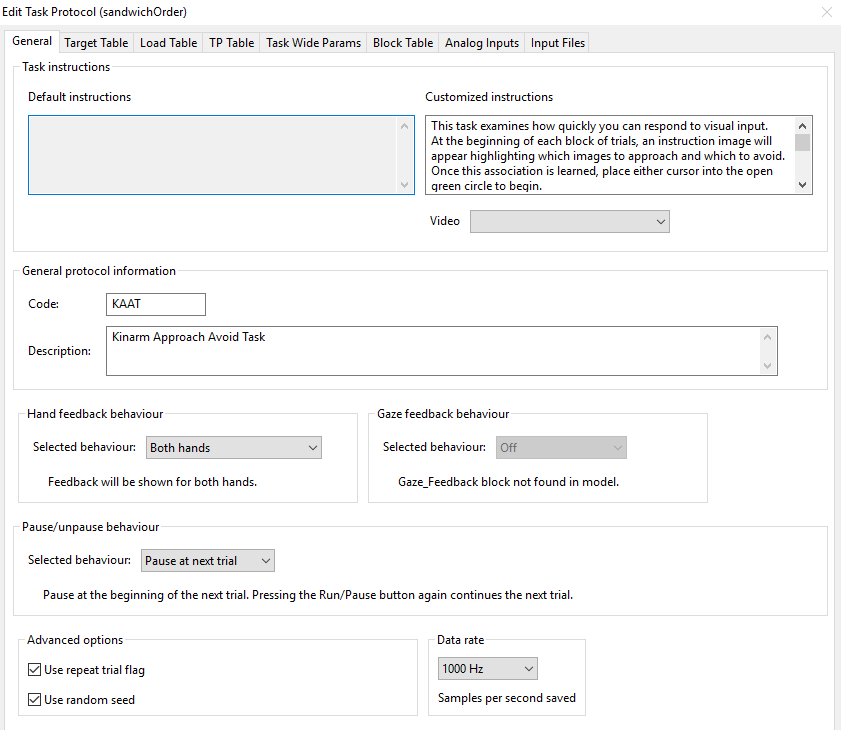 Edit Task Protocol (sandwichOrder)
General Target Table Load Table TP Table Task Wide Params Block Table Analog Inputs Input Files
Task instructions
Default instructions
Customized instructions
This task examines how quickly you can respond to visual input.
At the beginning of each block of trials, an instruction image will
appear highlighting which images to approach and which to avoid.
Once this association is learned, place either cursor into the open
green circle to begin.
Video
General protocol information
Code: KAAT
Description: Kinarm Approach Avoid Task
Hand feedback behaviour
Selected behaviour: Both hands
Feedback will be shown for both hands.
Gaze feedback behaviour
Selected behaviour: Off
Gaze_Feedback block not found in model.
Pause/unpause behaviour
Selected behaviour: Pause at next trial
Pause at the beginning of the next trial. Pressing the Run/Pause button again continues the next trial.
Advanced options
Use repeat trial flag
Use random seed
Data rate
1000 Hz
Samples per second saved